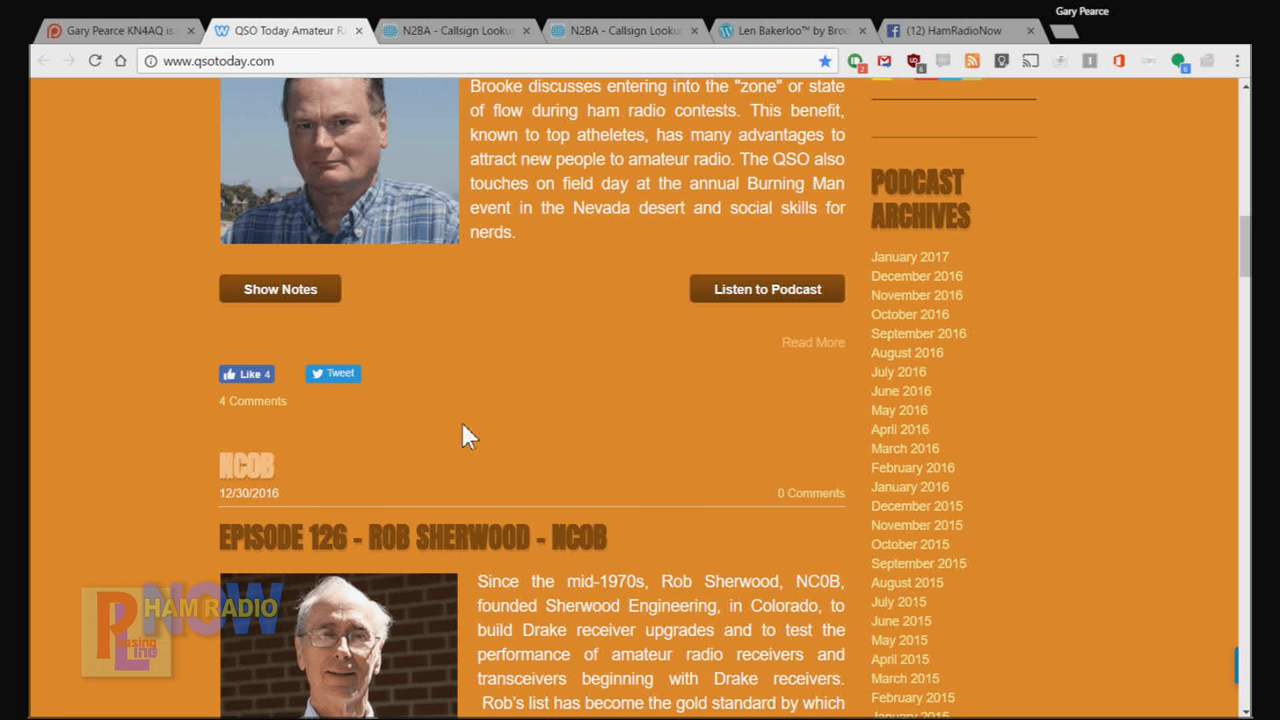 Gary Pearce
Gary Pearce KN4AQ is
QSO Today Amateur R
N2BA - Callsign Looku
N2BA - Callsign Looku
Len Bakerloo™ by Bro
(12) HamRadioNow
www.qsotoday.com
2
6
6
Brooke discusses entering into the "zone" or state
of flow during ham radio contests. This benefit,
known to top atheletes, has many advantages to
attract new people to amateur radio. The QSO also
touches on field day at the annual Burning Man
event in the Nevada desert and social skills for
nerds.
Show Notes
Listen to Podcast
Read More
Like 4
Tweet
4 Comments
NC0B
12/30/2016
0 Comments
EPISODE 126 - ROB SHERWOOD - NC0B
Since the mid-1970s, Rob Sherwood, NC0B,
founded Sherwood Engineering, in Colorado, to
build Drake receiver upgrades and to test the
performance of amateur radio receivers and
transceivers beginning with Drake receivers.
Rob's list has become the gold standard by which
PODCAST
ARCHIVES
January 2017
December 2016
November 2016
October 2016
September 2016
August 2016
July 2016
June 2016
May 2016
April 2016
March 2016
February 2016
January 2016
December 2015
November 2015
October 2015
September 2015
August 2015
July 2015
June 2015
May 2015
April 2015
March 2015
February 2015
January 2015
HAM RADIO
NOW